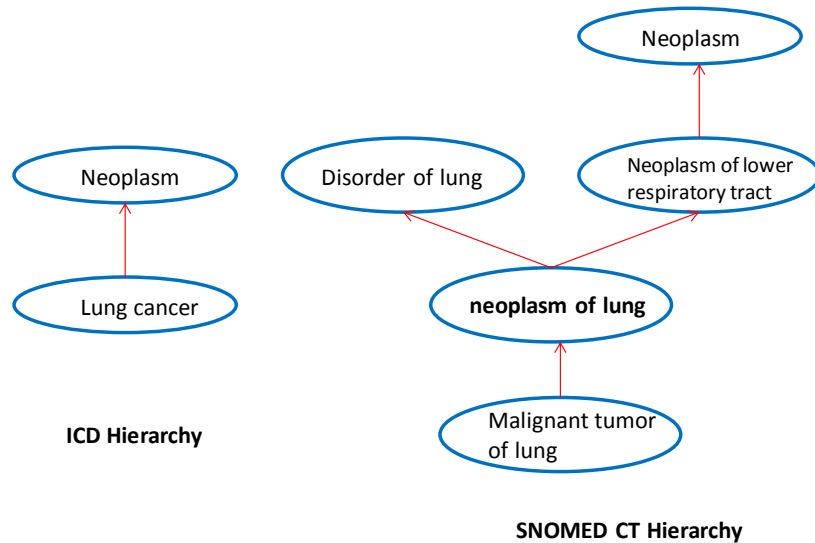 Neoplasm
Neoplasm
Disorder of lung
Neoplasm of lower
respiratory tract
Lung cancer
neoplasm of lung
Malignant tumor
of lung
ICD Hierarchy
SNOMED CT Hierarchy